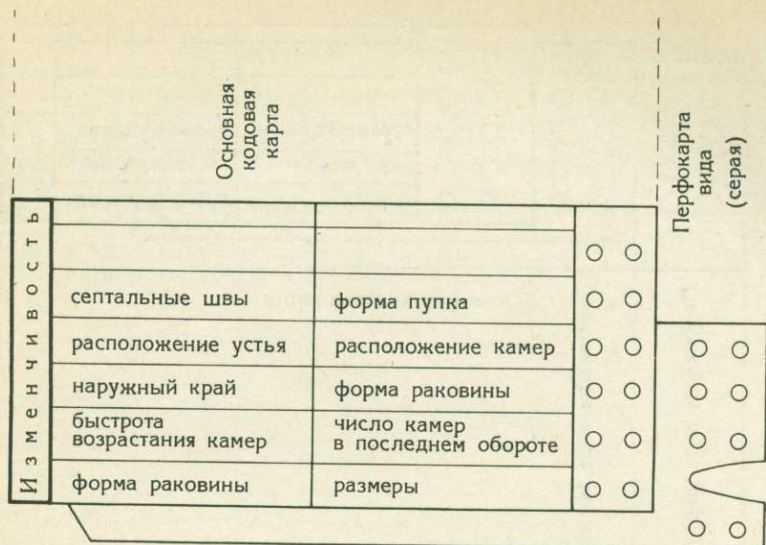 Основная
кодовая
карта
Перфокарта
вида
(серая)
Изменчивость
септальные швы
форма пупка
расположение устья
расположение камер
наружный край
форма раковины
быстрота
возрастания камер
число камер
в последнем обороте
форма раковины
размеры